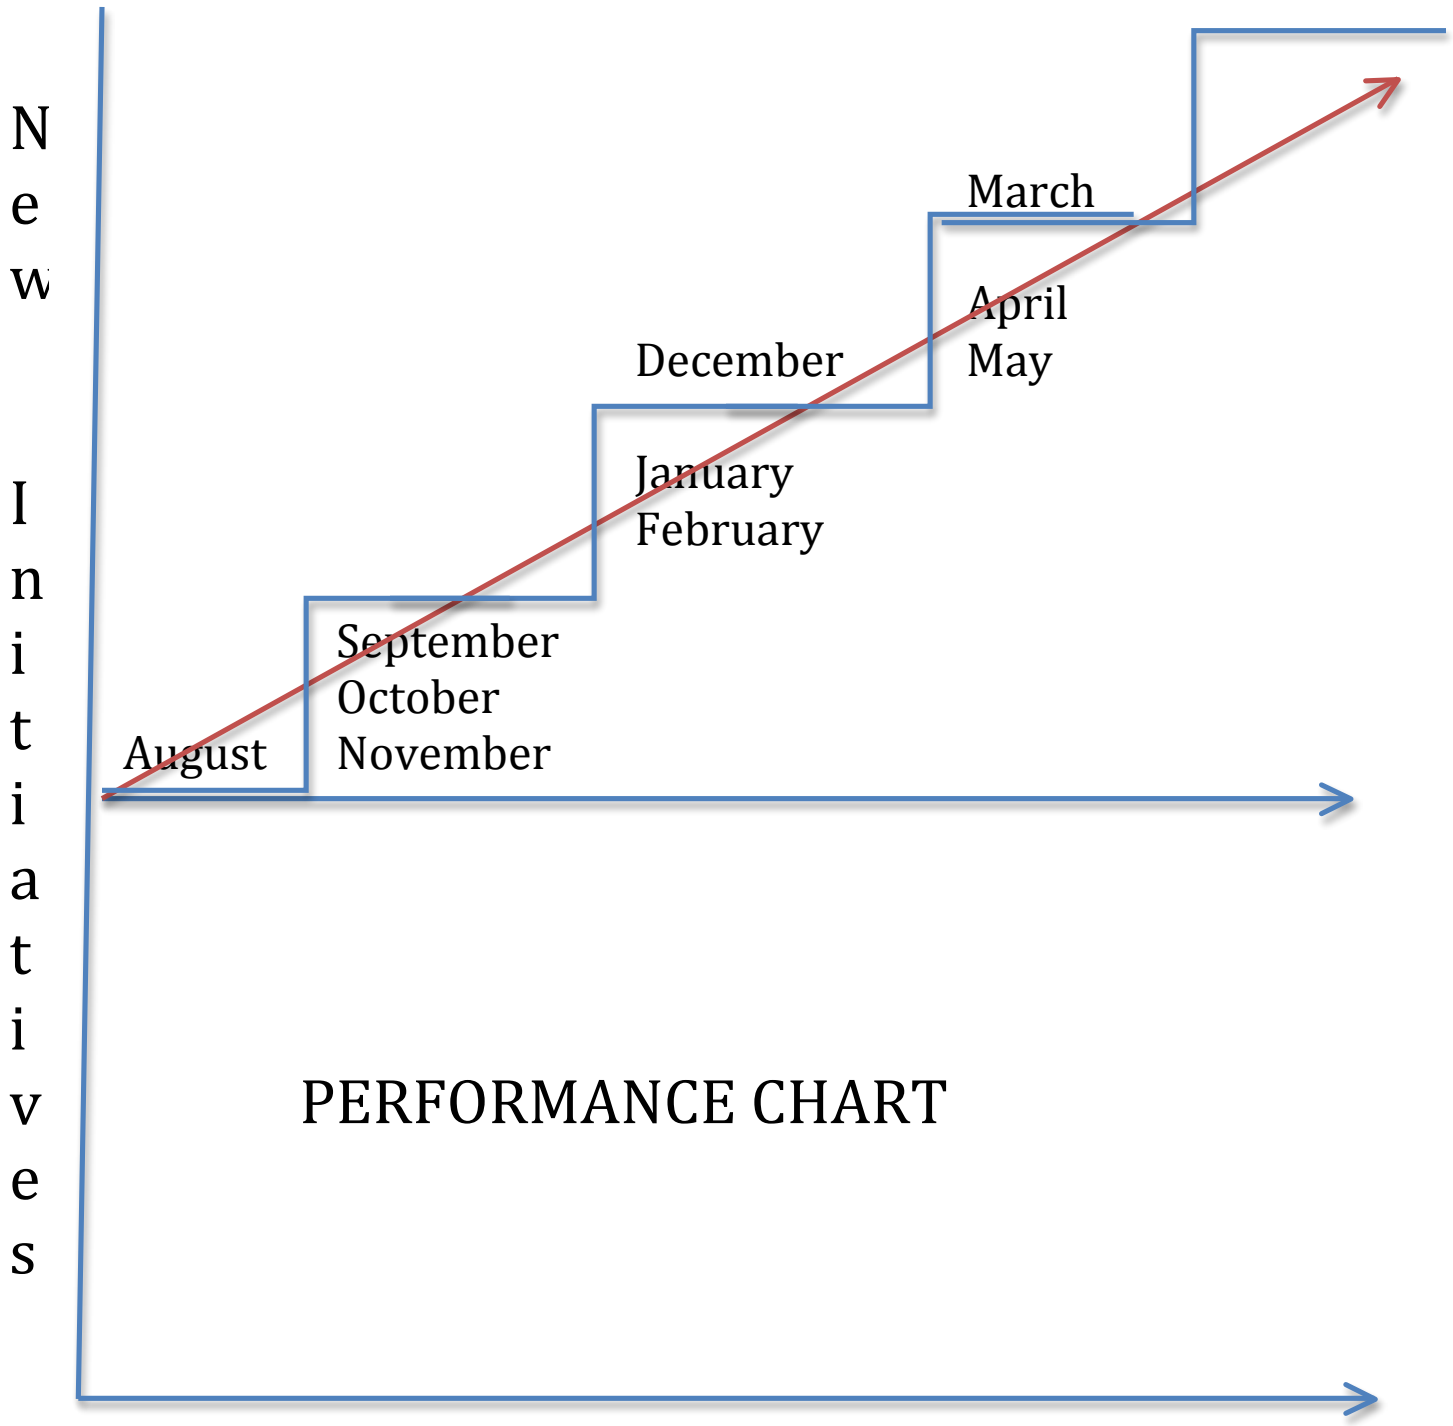 New Initiatives
March
April
May
December
January
February
September
October
November
August
PERFORMANCE CHART